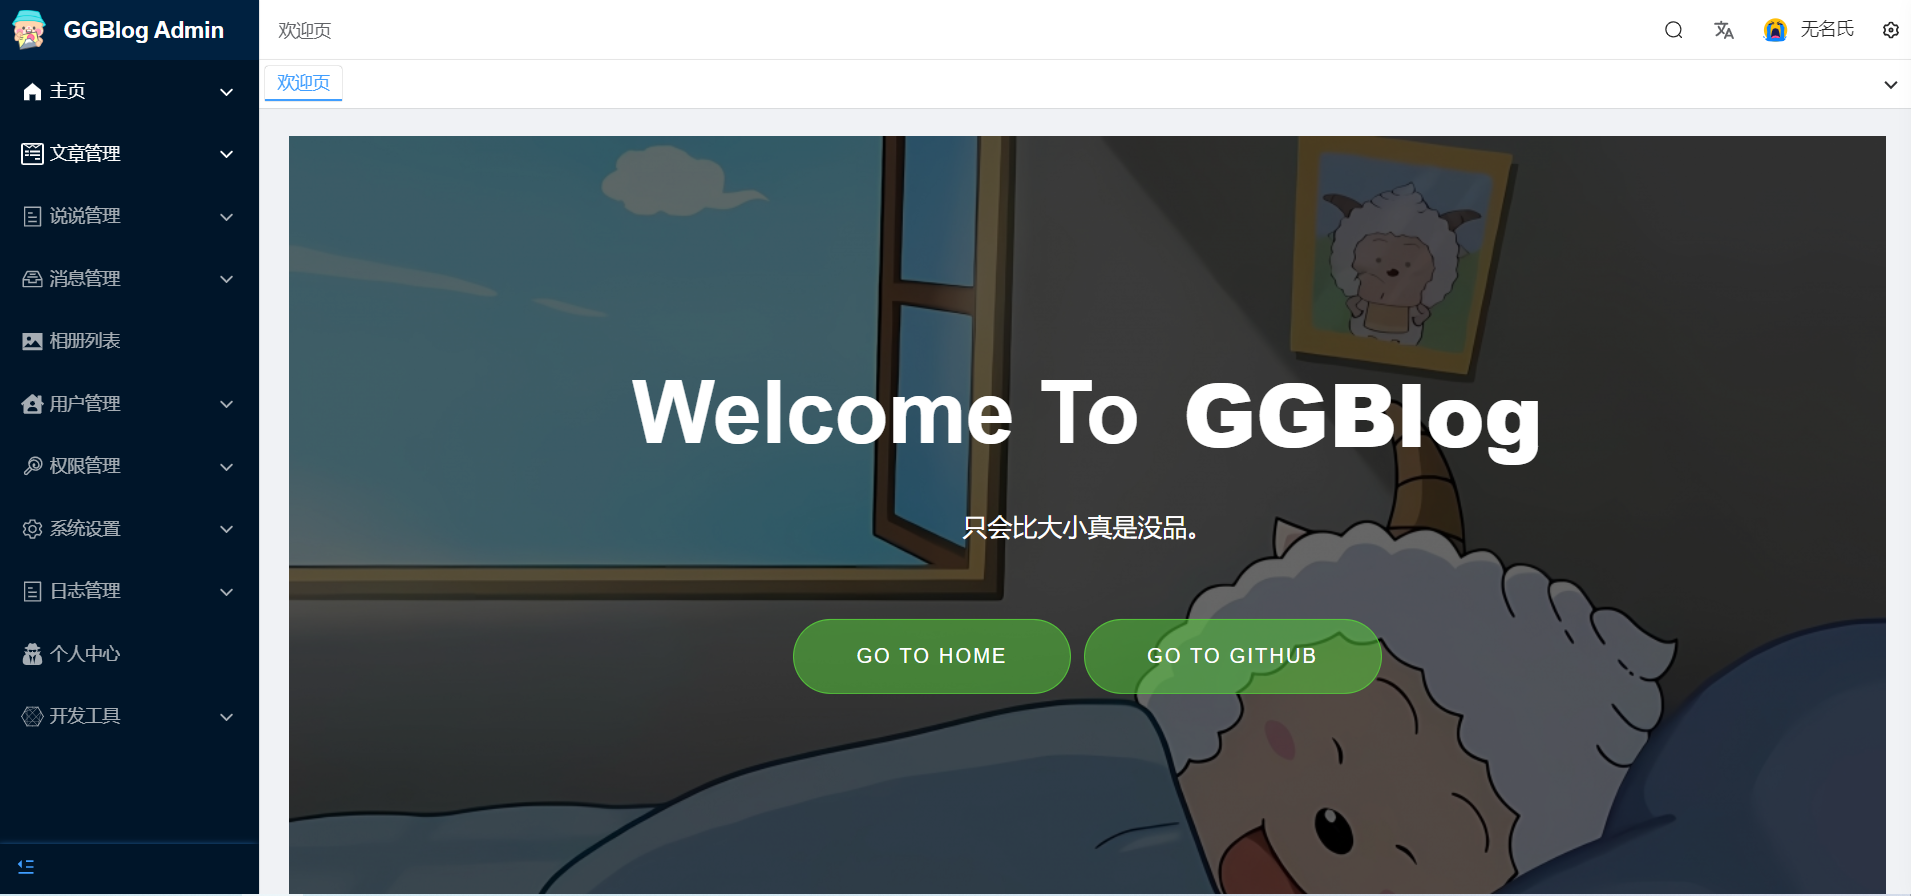 GGBlog Admin
主页
文章管理
说说管理
消息管理
相册列表
用户管理
权限管理
系统设置
日志管理
个人中心
开发工具
欢迎页
无名氏
欢迎页
Welcome To GGBlog
只会比大小真是没品。
GO TO HOME
GO TO GITHUB